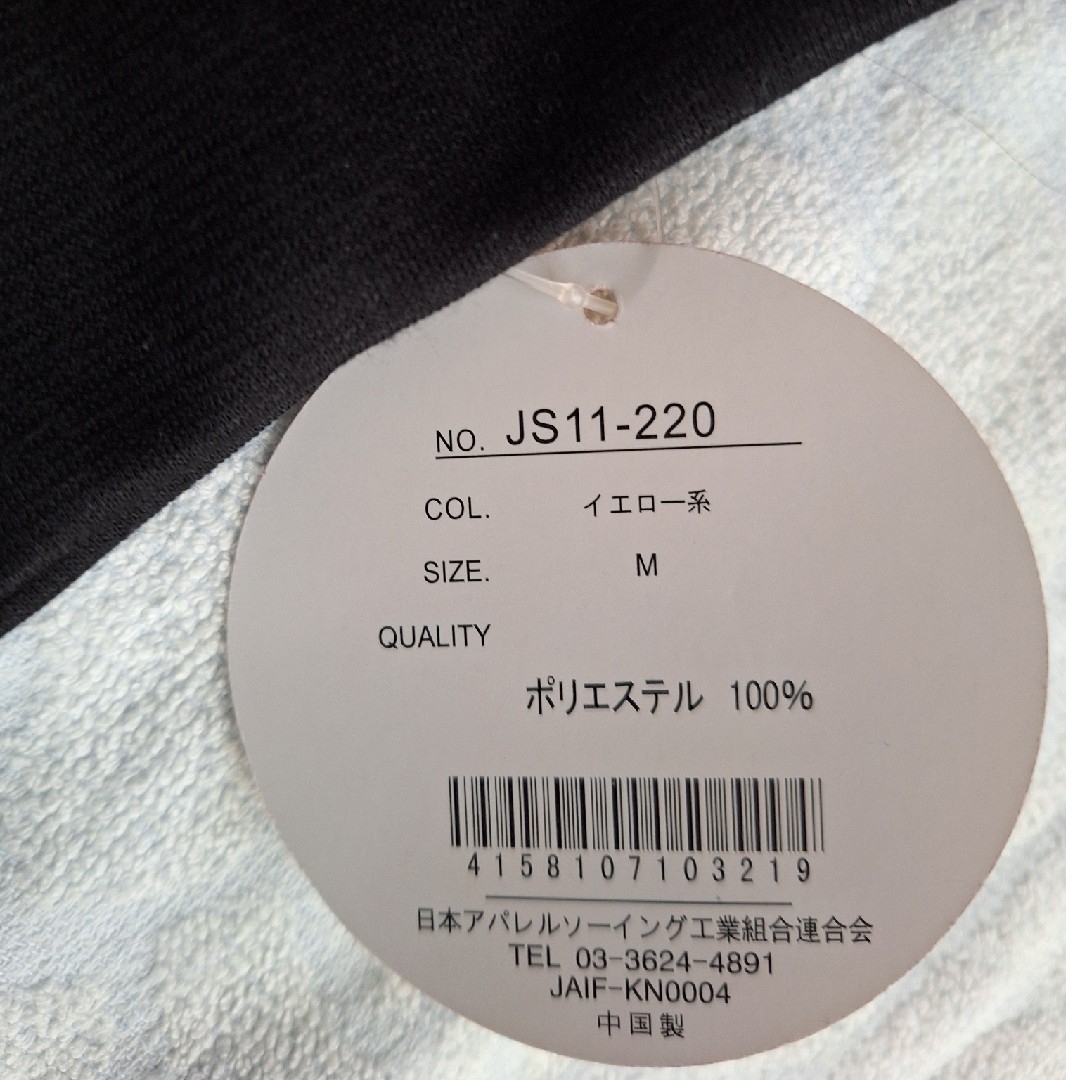 NO. JS11-220
COL. イエロー系
SIZE. M
QUALITY
ポリエステル 100%
4158107103219
日本アパレルソーイング工業組合連合会
TEL 03-3624-4891
JAIF-KN0004
中国製